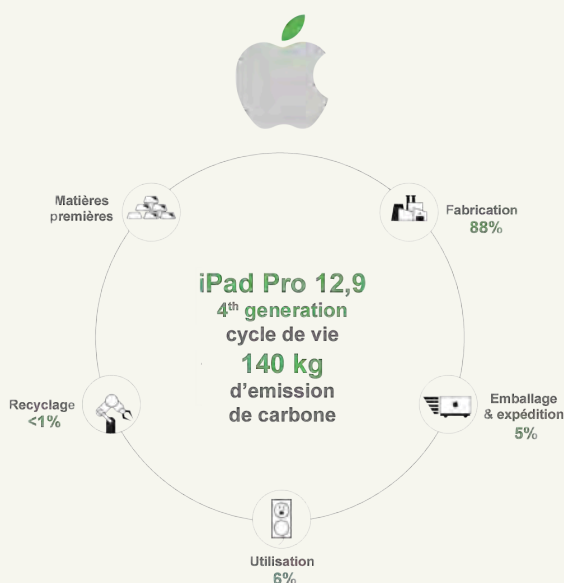 Matières
premières
Fabrication
88%
iPad Pro 12,9
4th generation
cycle de vie
140 kg
d’emission
de carbone
Recyclage
<1%
Emballage
& expédition
5%
Utilisation
6%